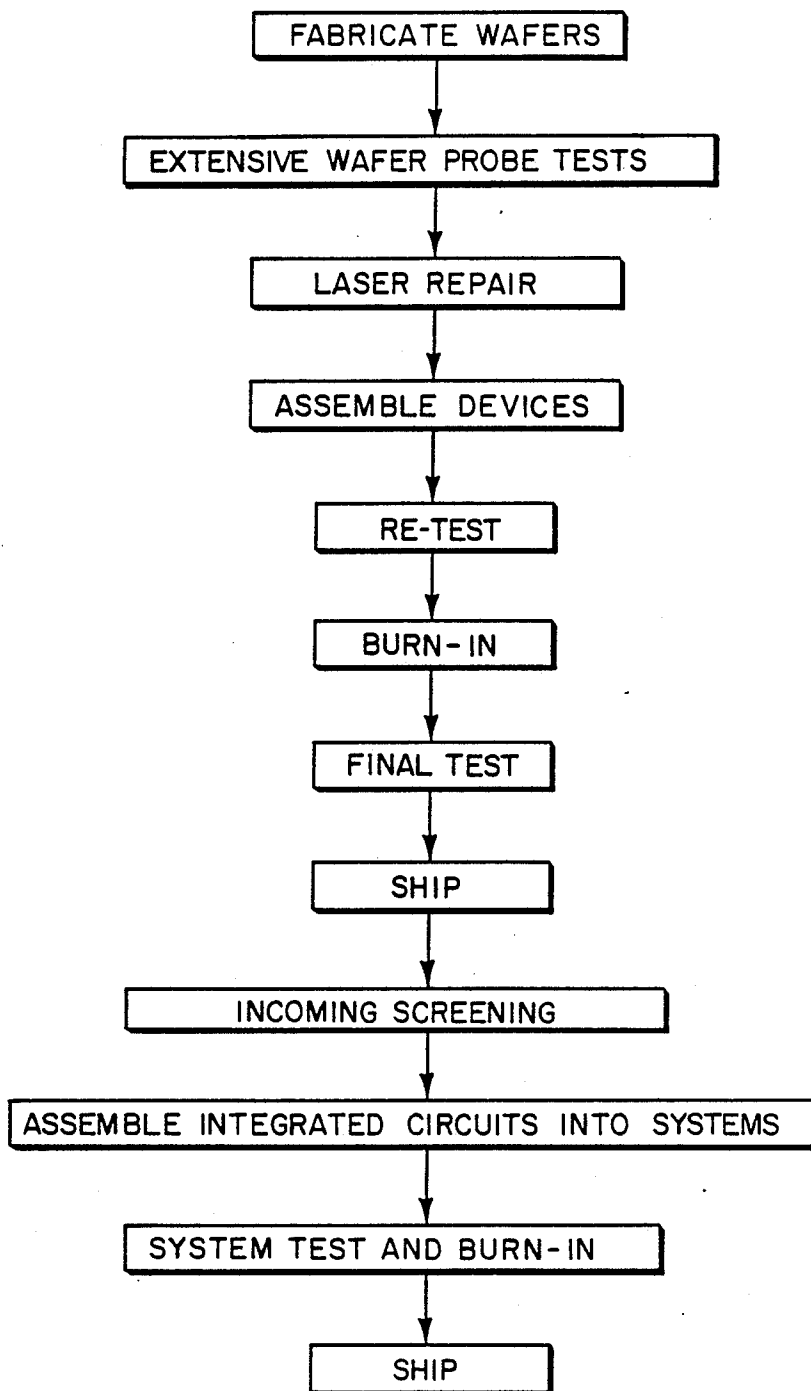 FABRICATE WAFERS
EXTENSIVE WAFER PROBE TESTS
LASER REPAIR
ASSEMBLE DEVICES
RE-TEST
BURN-IN
FINAL TEST
SHIP
INCOMING SCREENING
ASSEMBLE INTEGRATED CIRCUITS INTO SYSTEMS
SYSTEM TEST AND BURN-IN
SHIP